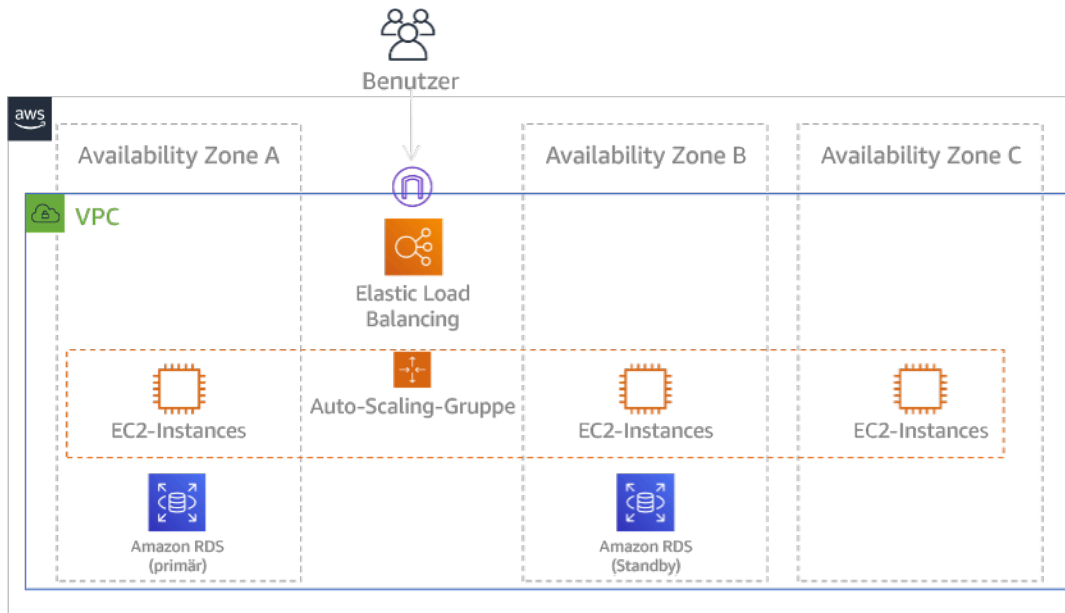 Benutzer
aws
Availability Zone A
Availability Zone B
Availability Zone C
VPC
Elastic Load
Balancing
Auto-Scaling-Gruppe
EC2-Instances
EC2-Instances
EC2-Instances
Amazon RDS
(primär)
Amazon RDS
(Standby)